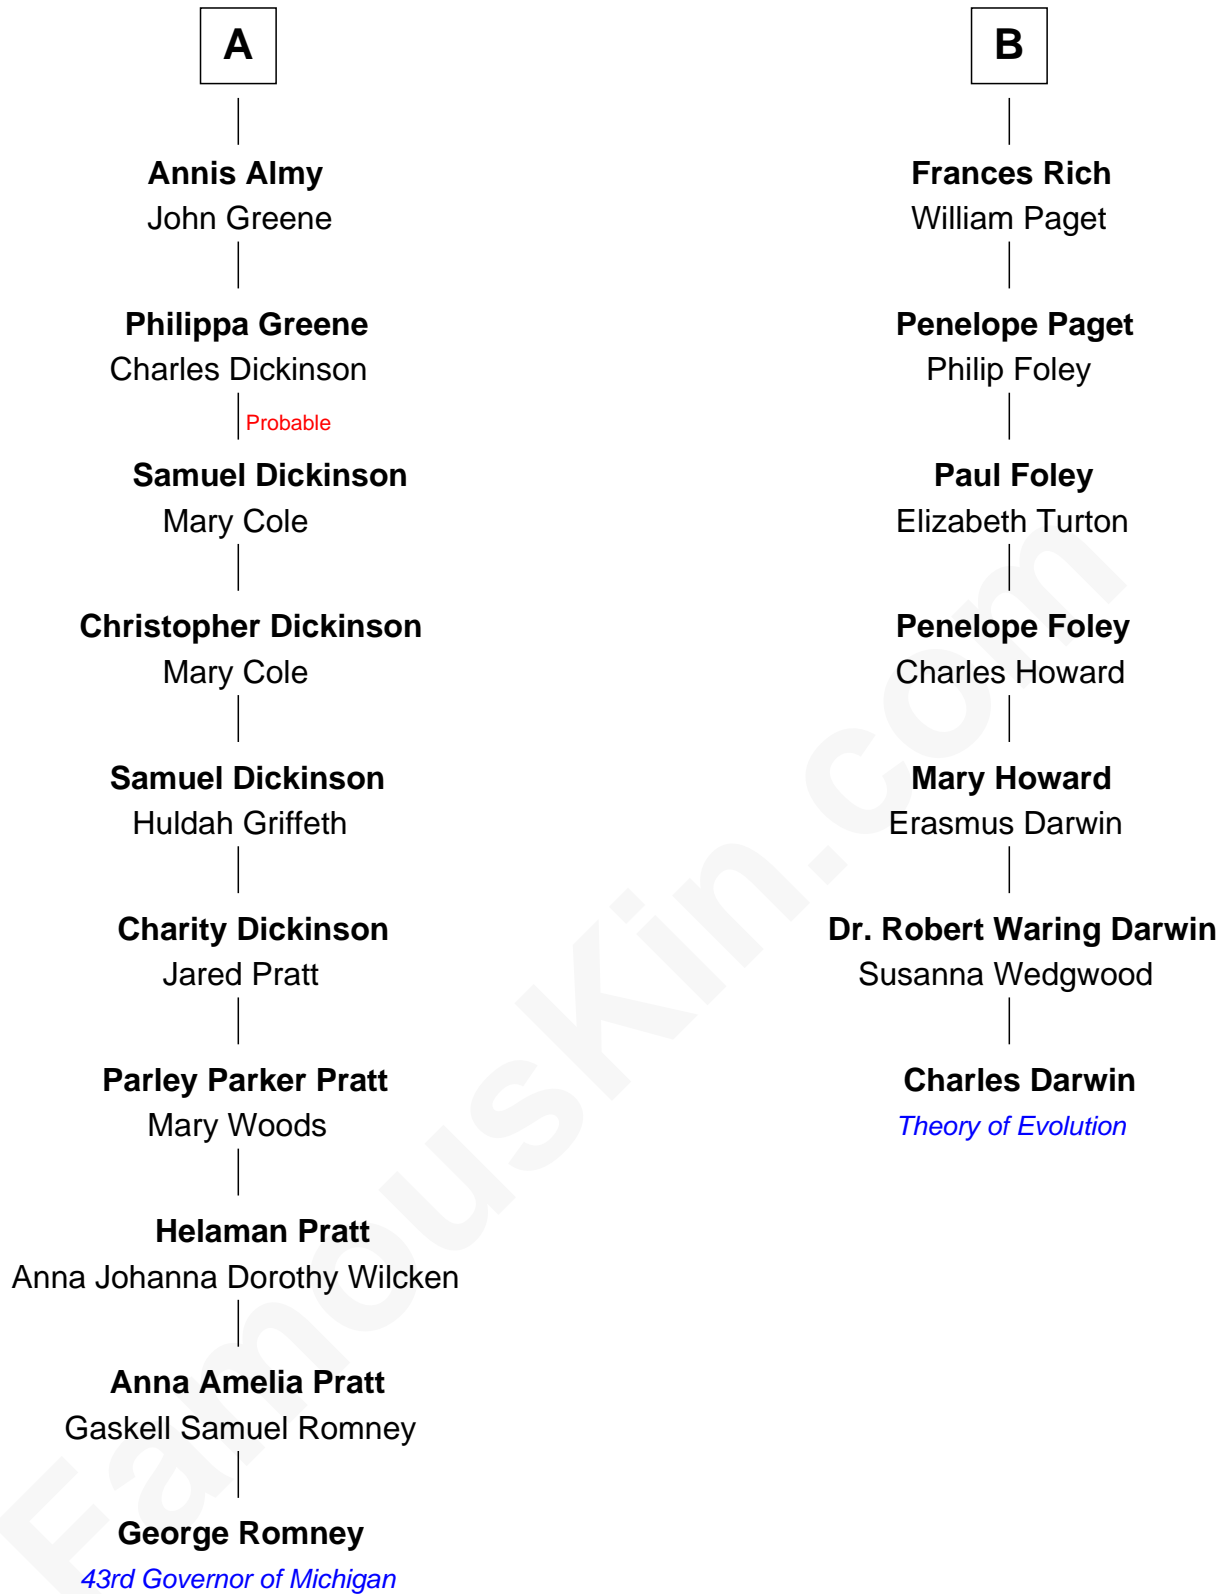 A
Annis Almy
John Greene
Philippa Greene
Charles Dickinson
Probable
Samuel Dickinson
Mary Cole
Christopher Dickinson
Mary Cole
Samuel Dickinson
Huldah Griffeth
Charity Dickinson
Jared Pratt
Parley Parker Pratt
Mary Woods
Helaman Pratt
Anna Johanna Dorothy Wilcken
Anna Amelia Pratt
Gaskell Samuel Romney
George Romney
43rd Governor of Michigan
B
Frances Rich
William Paget
Penelope Paget
Philip Foley
Paul Foley
Elizabeth Turton
Penelope Foley
Charles Howard
Mary Howard
Erasmus Darwin
Dr. Robert Waring Darwin
Susanna Wedgwood
Charles Darwin
Theory of Evolution
FamousKin.com